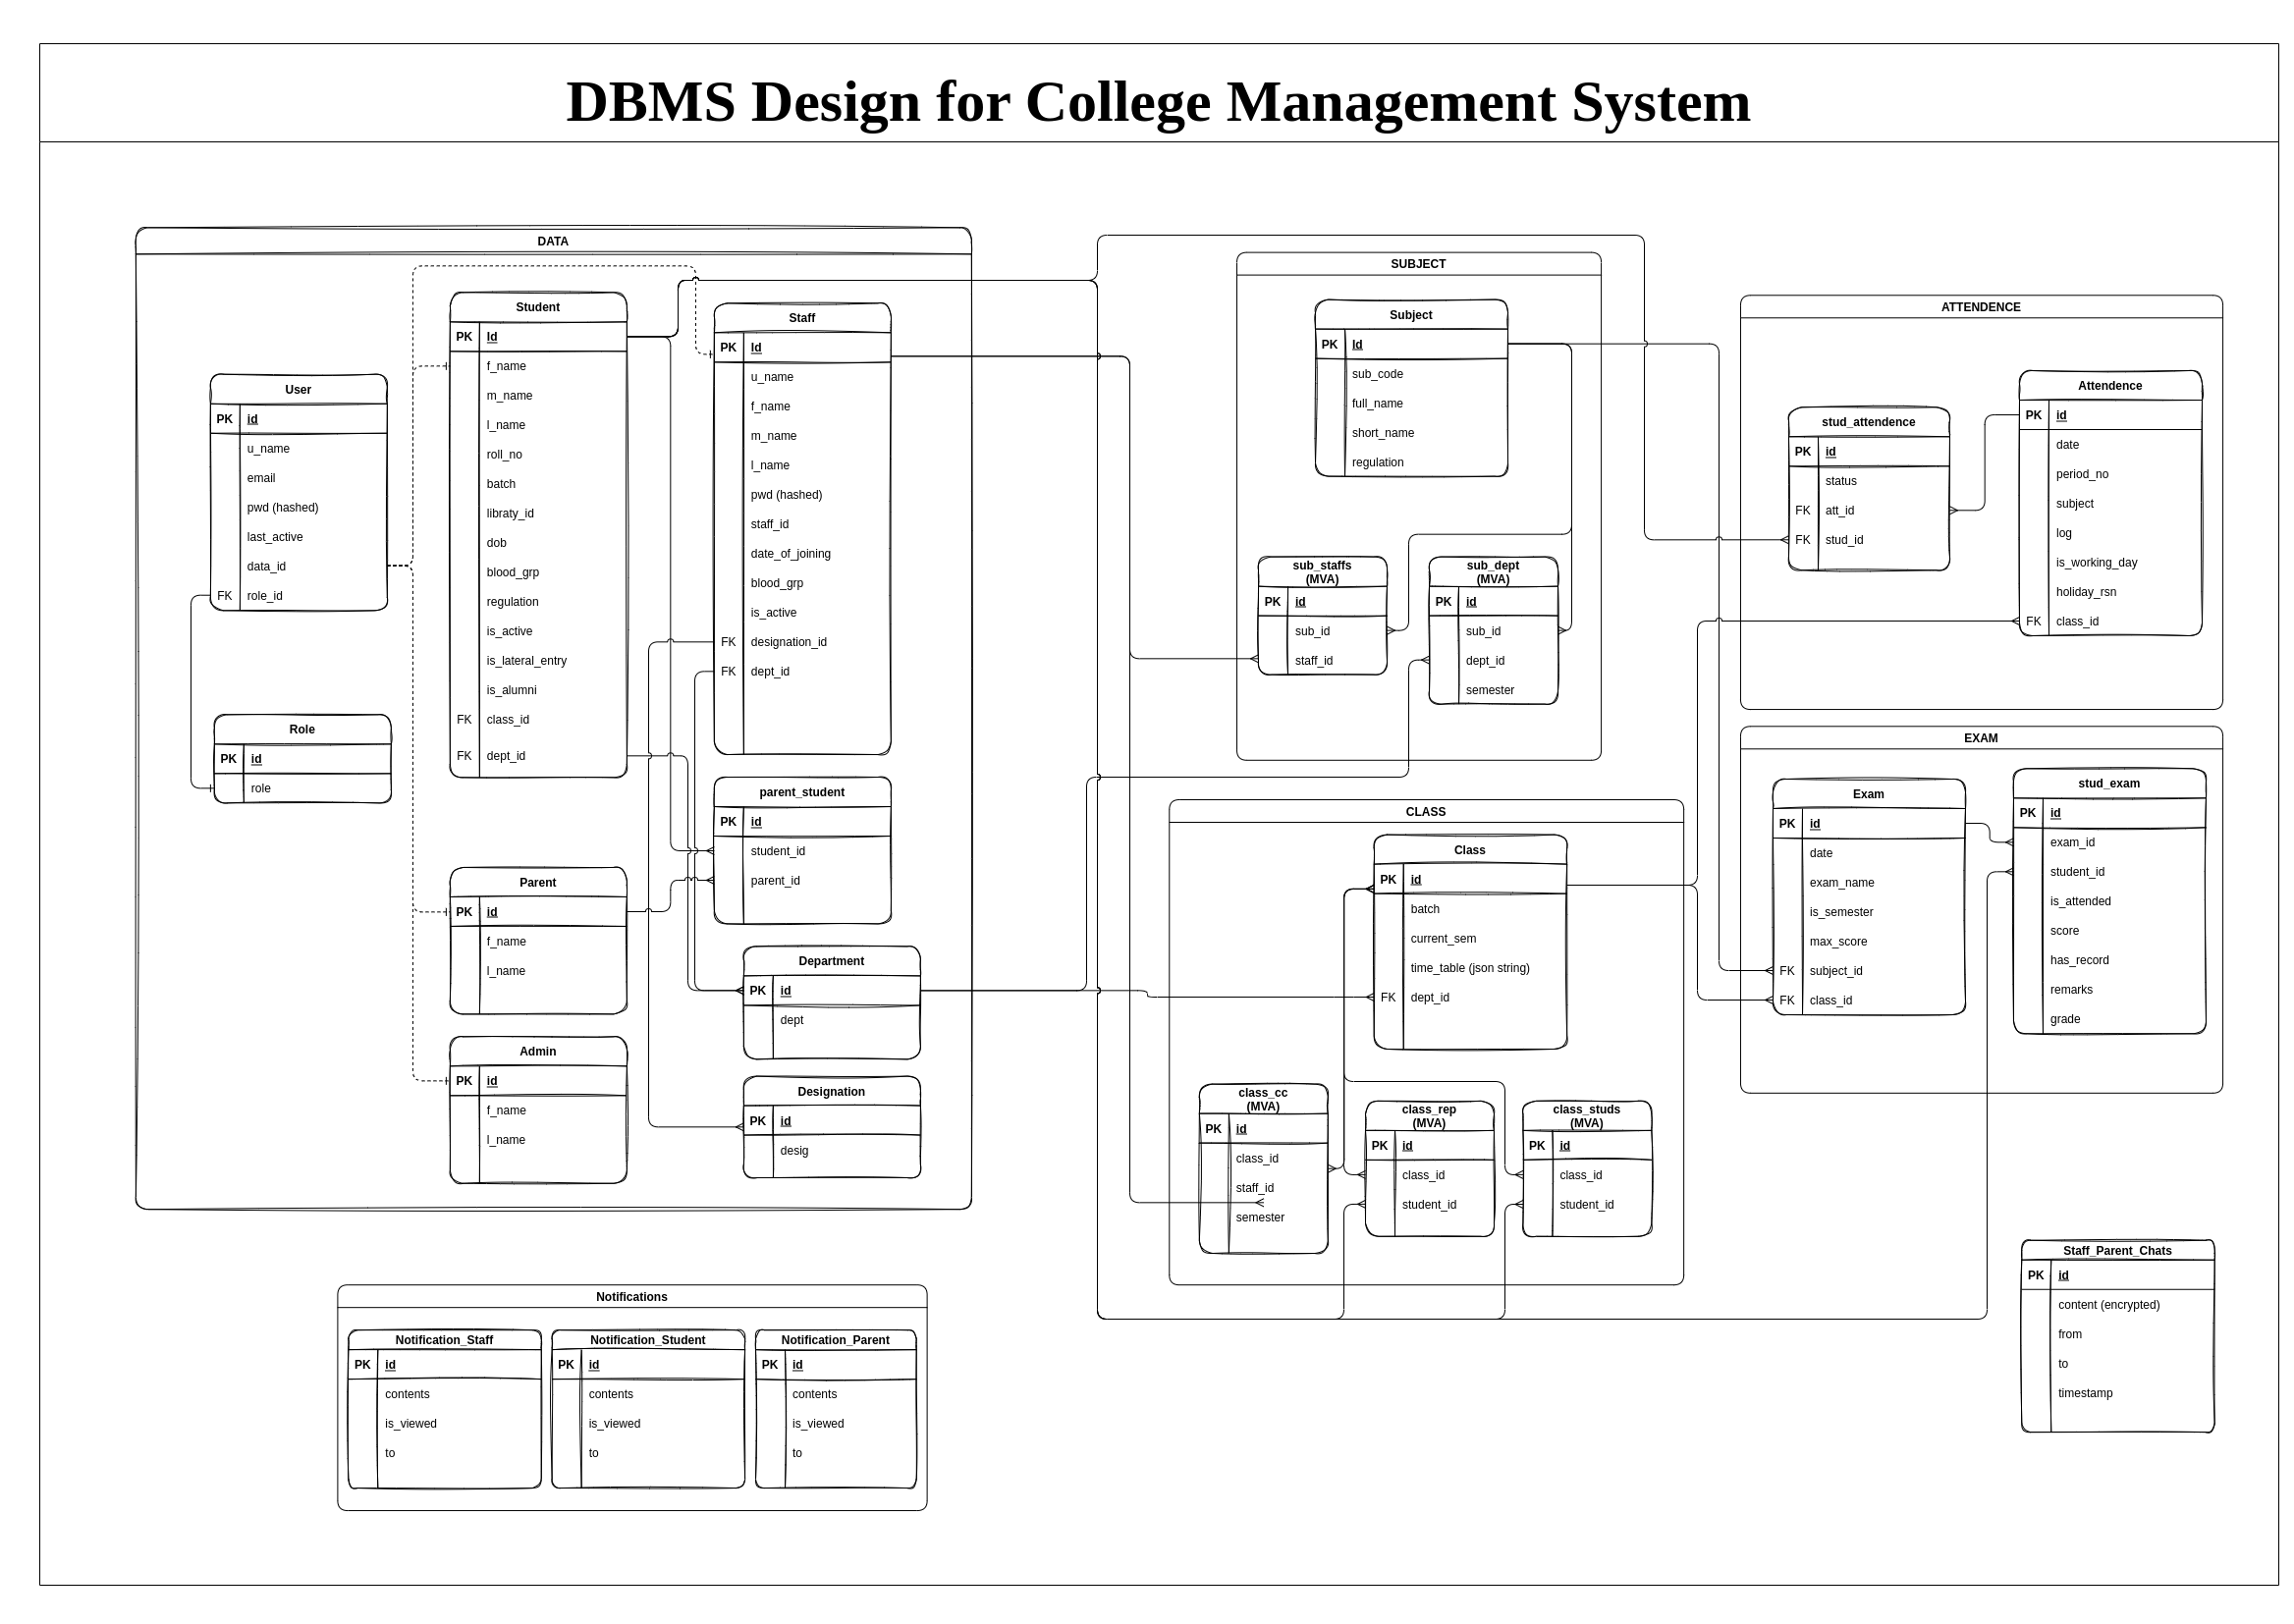 DBMS Design for College Management System
DATA
User
PK id
u_name
email
pwd (hashed)
last_active
data_id
FK role_id
Role
PK id
role
Student
PK Id
f_name
m_name
l_name
roll_no
batch
libraty_id
dob
blood_grp
regulation
is_active
is_lateral_entry
is_alumni
FK class_id
FK dept_id
Parent
PK id
f_name
l_name
Admin
PK id
f_name
l_name
Staff
PK Id
u_name
f_name
m_name
l_name
pwd (hashed)
staff_id
date_of_joining
blood_grp
is_active
FK designation_id
FK dept_id
parent_student
PK id
student_id
parent_id
Department
PK id
dept
Designation
PK id
desig
SUBJECT
Subject
PK Id
sub_code
full_name
short_name
regulation
sub_staffs
(MVA)
PK id
sub_id
staff_id
sub_dept
(MVA)
PK id
sub_id
dept_id
semester
CLASS
Class
PK id
batch
current_sem
time_table (json string)
FK dept_id
class_cc
(MVA)
PK id
class_id
staff_id
semester
class_rep
(MVA)
PK id
class_id
student_id
class_studs
(MVA)
PK id
class_id
student_id
ATTENDENCE
stud_attendence
PK id
status
FK att_id
FK stud_id
Attendence
PK id
date
period_no
subject
log
is_working_day
holiday_rsn
FK class_id
EXAM
Exam
PK id
date
exam_name
is_semester
max_score
FK subject_id
FK class_id
stud_exam
PK id
exam_id
student_id
is_attended
score
has_record
remarks
grade
Staff_Parent_Chats
PK id
content (encrypted)
from
to
timestamp
Notifications
Notification_Staff
PK id
contents
is_viewed
to
Notification_Student
PK id
contents
is_viewed
to
Notification_Parent
PK id
contents
is_viewed
to